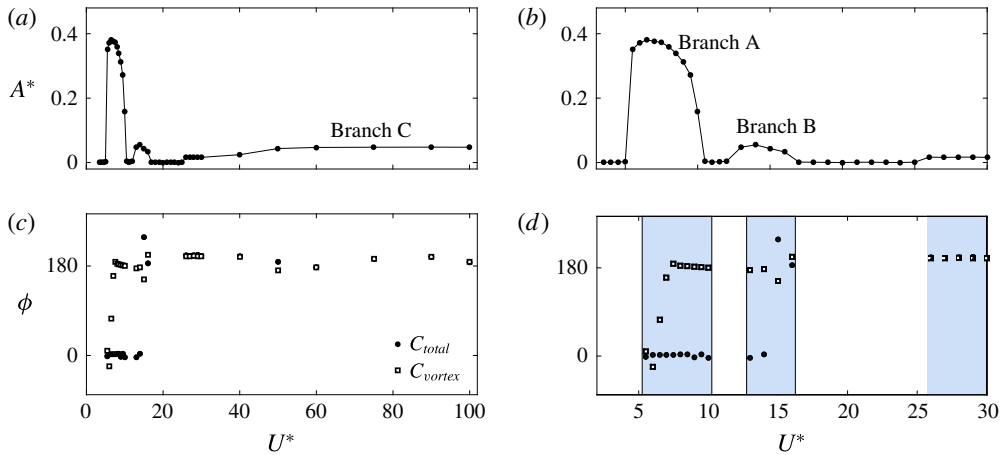 (a)
(b)
0.4
0.4
Branch A
A*
0.2
0.2
Branch C
Branch B
0
0
(c)
(d)
180
180
ϕ
ϕ
0
C_total
0
C_vortex
0 20 40 60 80 100
5 10 15 20 25 30
U*
U*